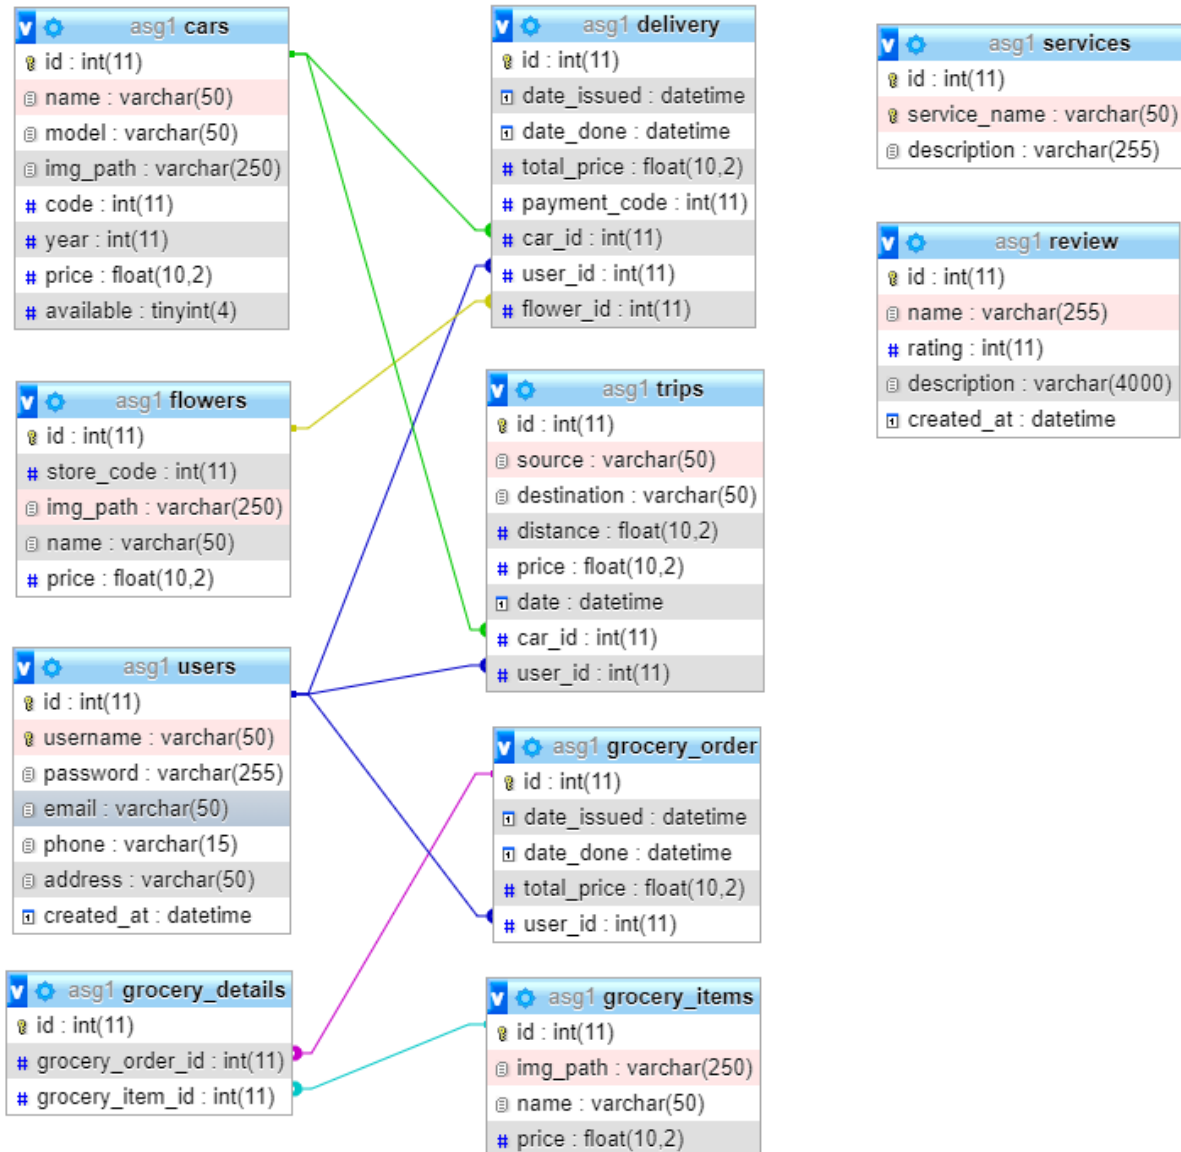 asg1 cars
id : int(11)
name : varchar(50)
model : varchar(50)
img_path : varchar(250)
code : int(11)
year : int(11)
price : float(10,2)
available : tinyint(4)
asg1 delivery
id : int(11)
date_issued : datetime
date_done : datetime
total_price : float(10,2)
payment_code : int(11)
car_id : int(11)
user_id : int(11)
flower_id : int(11)
asg1 services
id : int(11)
service_name : varchar(50)
description : varchar(255)
asg1 review
id : int(11)
name : varchar(255)
rating : int(11)
description : varchar(4000)
created_at : datetime
asg1 flowers
id : int(11)
store_code : int(11)
img_path : varchar(250)
name : varchar(50)
price : float(10,2)
asg1 trips
id : int(11)
source : varchar(50)
destination : varchar(50)
distance : float(10,2)
price : float(10,2)
date : datetime
car_id : int(11)
user_id : int(11)
asg1 users
id : int(11)
username : varchar(50)
password : varchar(255)
email : varchar(50)
phone : varchar(15)
address : varchar(50)
created_at : datetime
asg1 grocery_order
id : int(11)
date_issued : datetime
date_done : datetime
total_price : float(10,2)
user_id : int(11)
asg1 grocery_details
id : int(11)
grocery_order_id : int(11)
grocery_item_id : int(11)
asg1 grocery_items
id : int(11)
img_path : varchar(250)
name : varchar(50)
price : float(10,2)